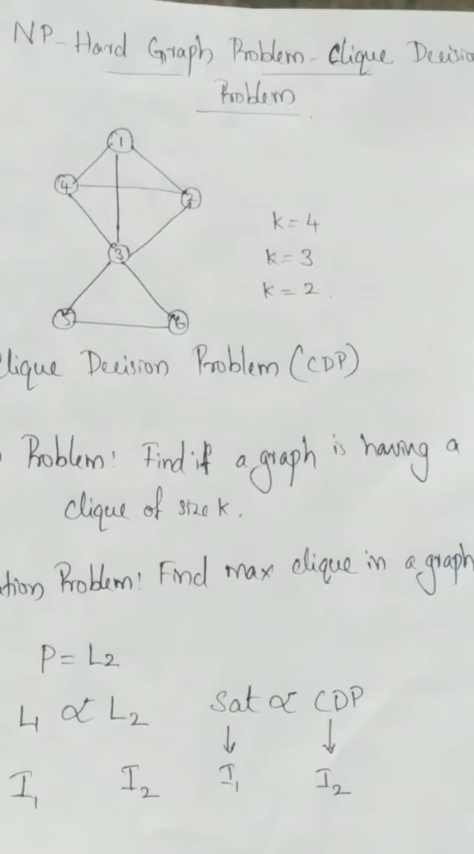 NP-Hard Graph Problem - Clique Decisio
Problem
1
4
2
3
5
6
k = 4
k = 3
k = 2
Clique Decision Problem (CDP)
Problem: Find if a graph is having a
clique of size k.
ation Problem: Find max clique in a graph
P = L2
L1 ∝ L2 Sat ∝ CDP
↓ ↓
I1 I2 I1 I2